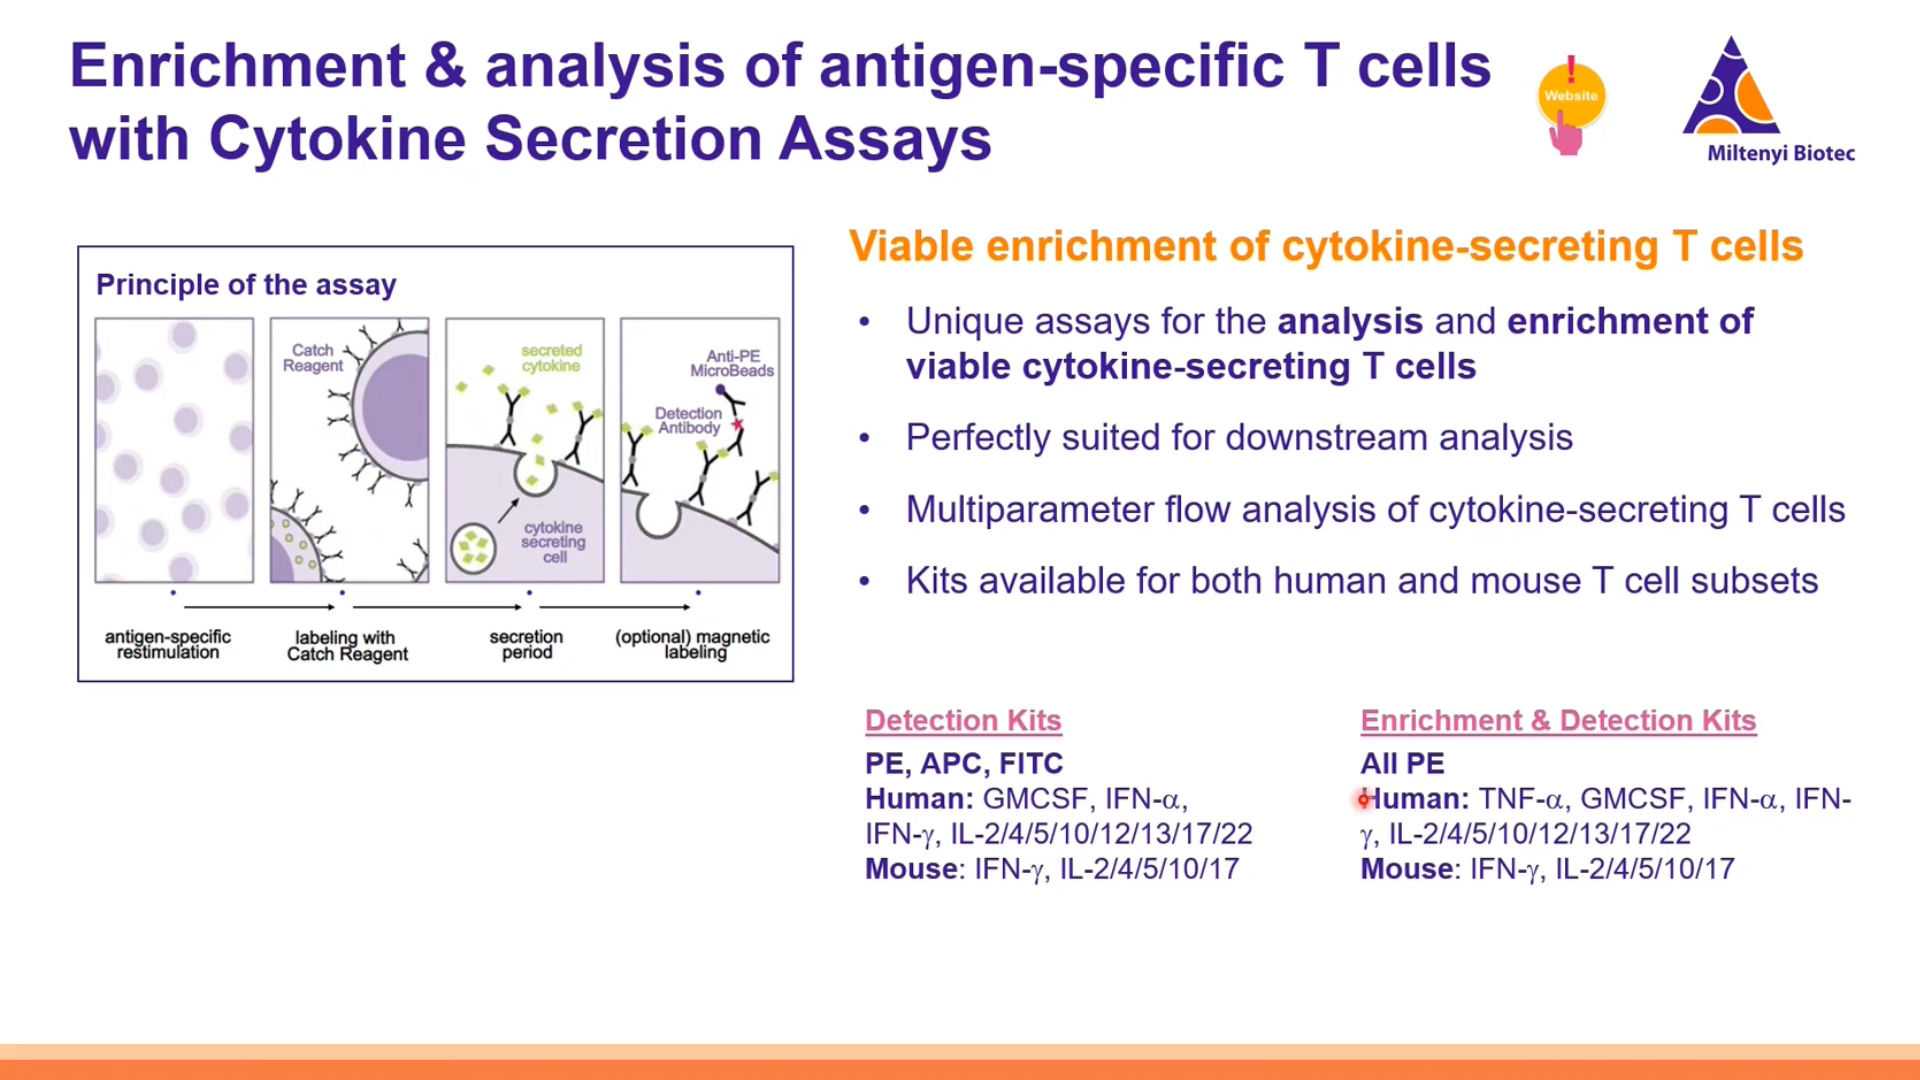 Enrichment & analysis of antigen-specific T cells
with Cytokine Secretion Assays
!
Website
Miltenyi Biotec
Principle of the assay
Catch
Reagent
secreted
cytokine
cytokine
secreting
cell
Anti-PE
MicroBeads
Detection
Antibody
antigen-specific
restimulation
labeling with
Catch Reagent
secretion
period
(optional) magnetic
labeling
Viable enrichment of cytokine-secreting T cells
• Unique assays for the analysis and enrichment of
viable cytokine-secreting T cells
• Perfectly suited for downstream analysis
• Multiparameter flow analysis of cytokine-secreting T cells
• Kits available for both human and mouse T cell subsets
Detection Kits
PE, APC, FITC
Human: GMCSF, IFN-α,
IFN-γ, IL-2/4/5/10/12/13/17/22
Mouse: IFN-γ, IL-2/4/5/10/17
Enrichment & Detection Kits
All PE
Human: TNF-α, GMCSF, IFN-α, IFN-
γ, IL-2/4/5/10/12/13/17/22
Mouse: IFN-γ, IL-2/4/5/10/17